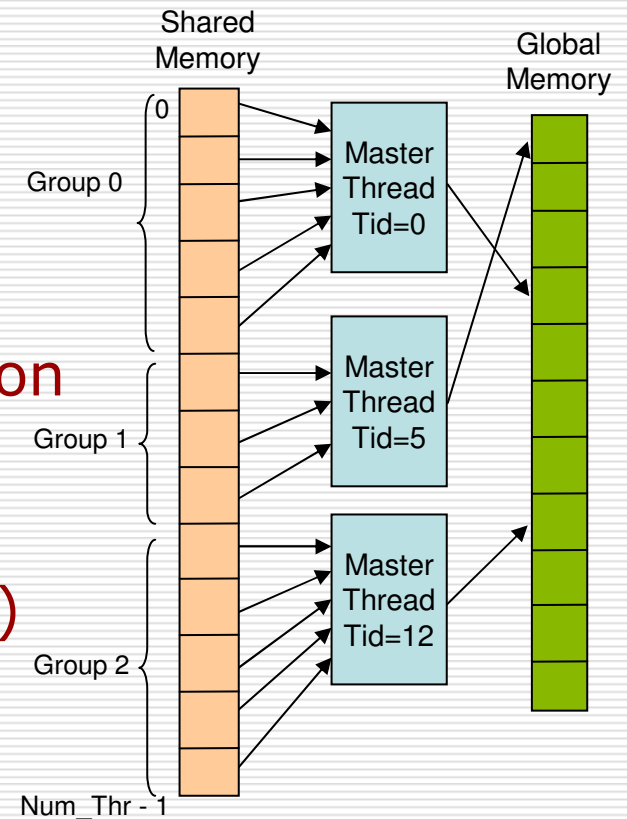 Shared
Memory
Global
Memory
0
Group 0
Master
Thread
Tid=0
on
Group 1
Master
Thread
Tid=5
)
Group 2
Master
Thread
Tid=12
Num_Thr - 1